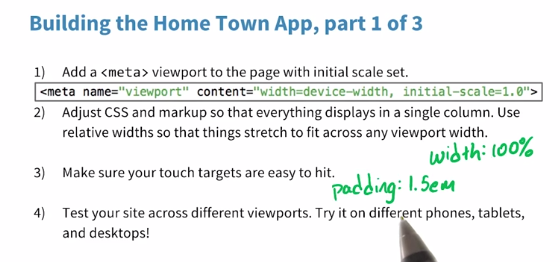 Building the Home Town App, part 1 of 3
1) Add a <meta> viewport to the page with initial scale set.
<meta name="viewport" content="width=device-width, initial-scale=1.0">
2) Adjust CSS and markup so that everything displays in a single column. Use
relative widths so that things stretch to fit across any viewport width.
width: 100%
3) Make sure your touch targets are easy to hit.
padding: 1.5em
4) Test your site across different viewports. Try it on different phones, tablets,
and desktops!